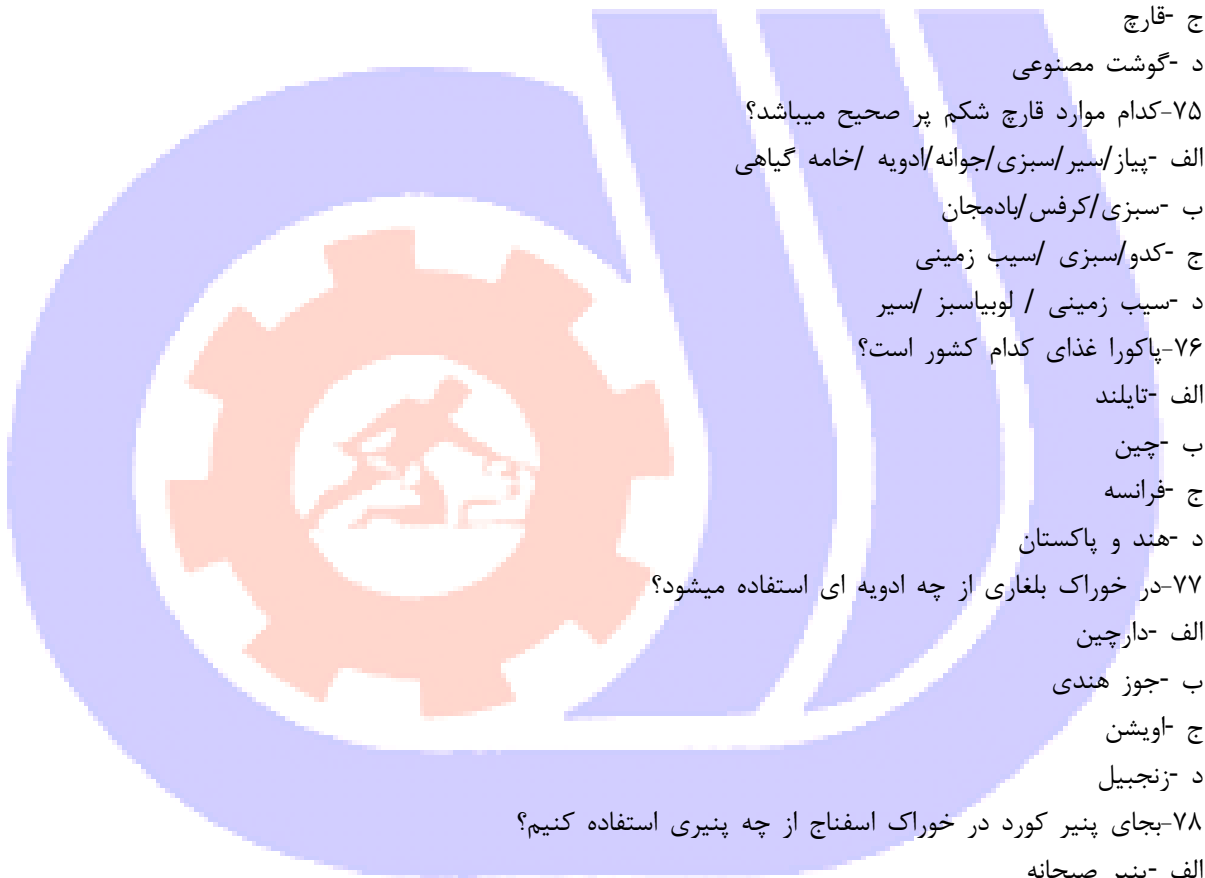 ج -قارچ
د -گوشت مصنوعی
۷۵-کدام موارد قارچ شکم پر صحیح میباشد؟
الف -پیاز/سیر/سبزی/جوانه/ادویه /خامه گیاهی
ب -سبزی/کرفس/بادمجان
ج -کدو/سبزی /سیب زمینی
د -سیب زمینی / لوبیاسبز /سیر
۷۶-پاکورا غذای کدام کشور است؟
الف -تایلند
ب -چین
ج -فرانسه
د -هند و پاکستان
۷۷-در خوراک بلغاری از چه ادویه ای استفاده میشود؟
الف -دارچین
ب -جوز هندی
ج -اویشن
د -زنجبیل
۷۸-بجای پنیر کورد در خوراک اسفناج از چه پنیری استفاده کنیم؟
الف -پنیر صبحانه